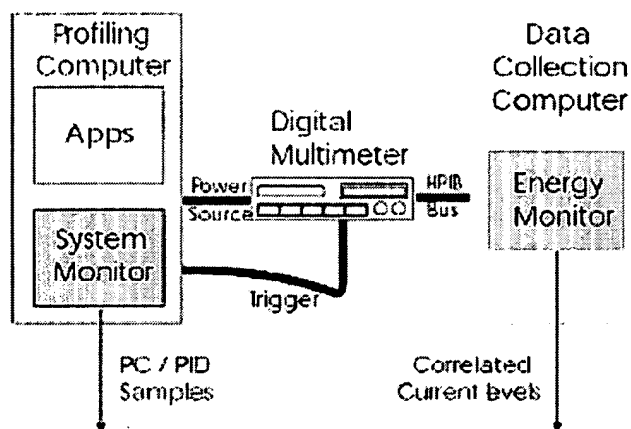 Profiling
Computer
Apps
System
Monitor
Digital
Multimeter
Power
Source
Trigger
HPIB
Bus
Data
Collection
Computer
Energy
Monitor
PC / PID
Samples
Correlated
Current levels